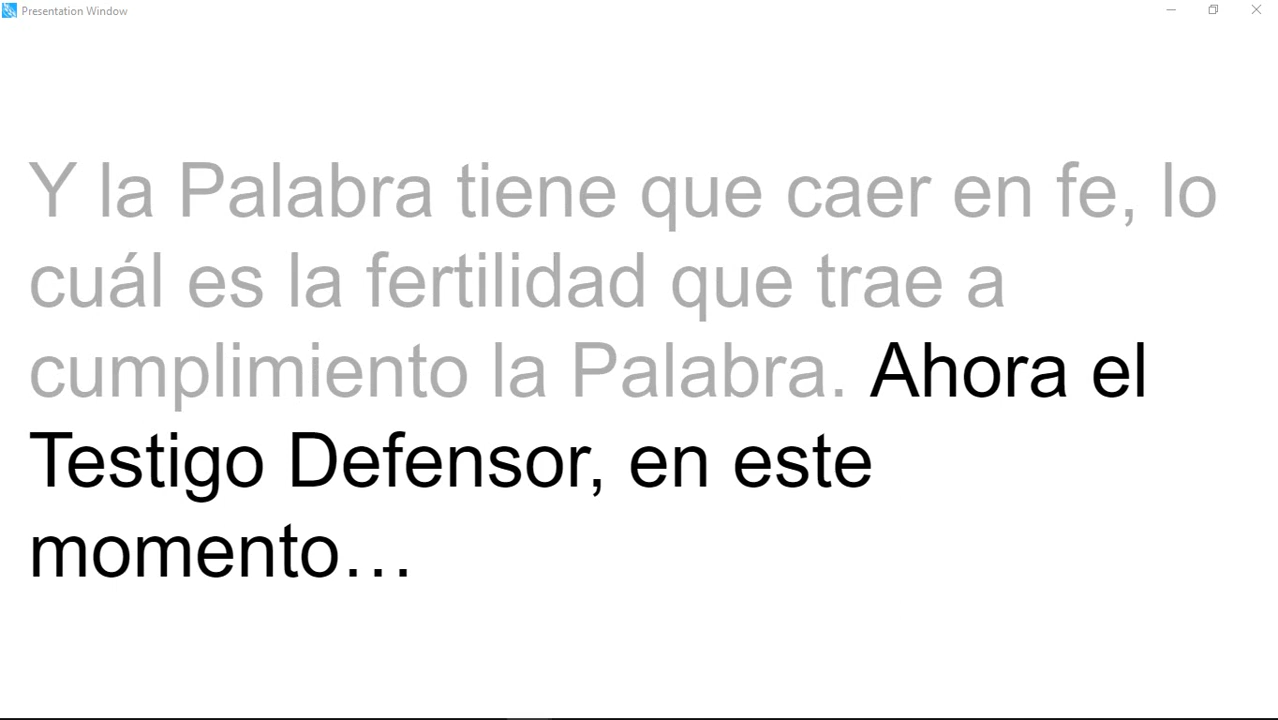 Presentation Window
Y la Palabra tiene que caer en fe, lo
cuál es la fertilidad que trae a
cumplimiento la Palabra. Ahora el
Testigo Defensor, en este
momento…